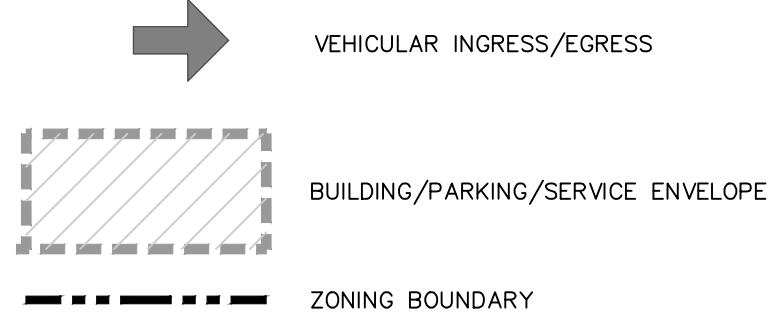 VEHICULAR INGRESS/EGRESS
BUILDING/PARKING/SERVICE ENVELOPE
ZONING BOUNDARY